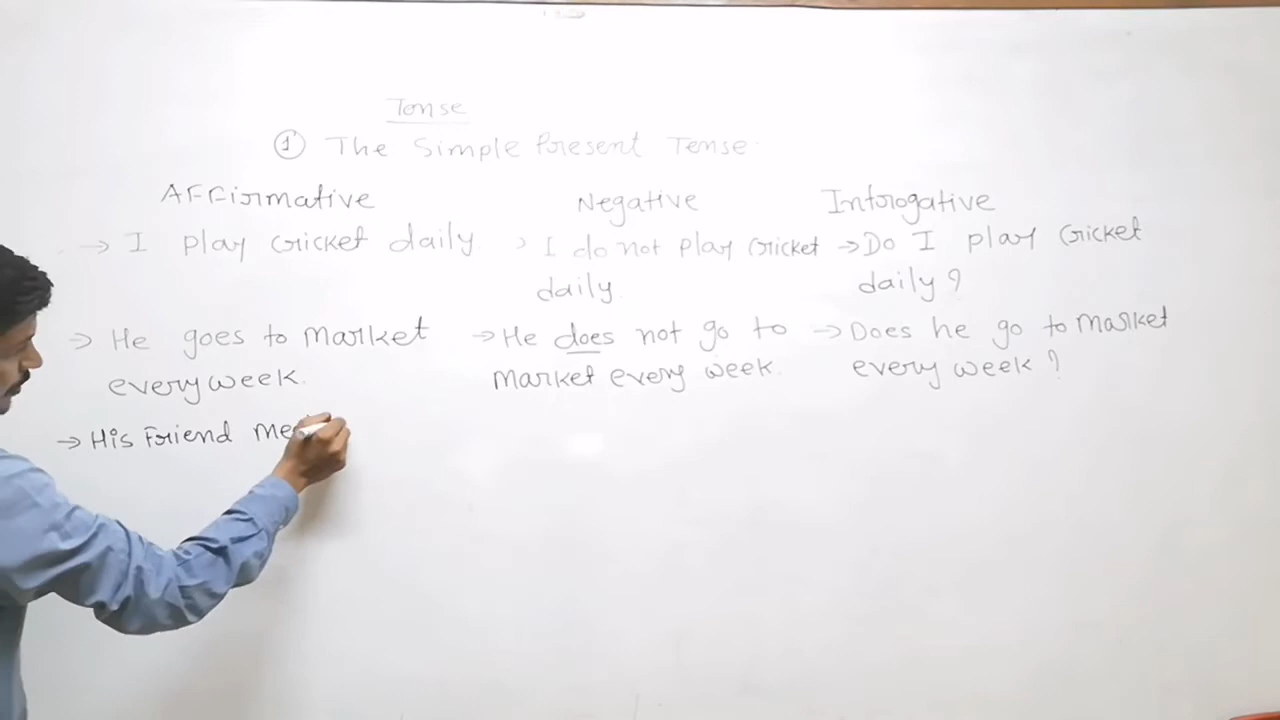 Tense
① The Simple Present Tense
Affirmative Negative Introgative
→ I play cricket daily. → I do not play cricket → Do I play cricket
daily. daily?
→ He goes to market → He does not go to → Does he go to market
every week. market every week. every week?
→ His friend me